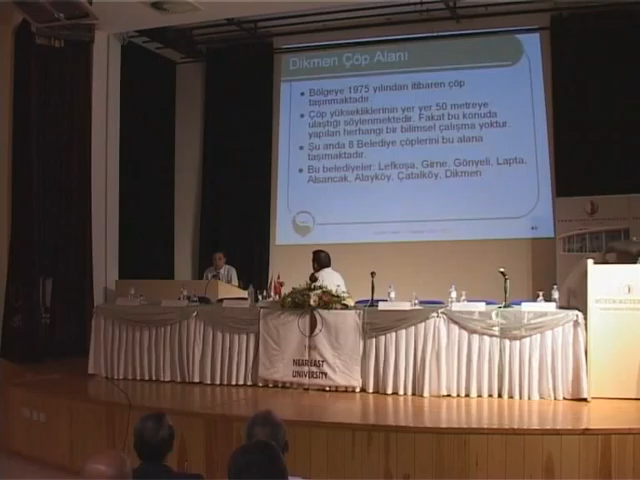 Dikmen Çöp Alanı
Bölgeye 1975 yılından itibaren çöp
taşınmaktadır.
Çöp yüksekliklerinin yer yer 50 metreye
ulaştığı söylenmektedir. Fakat bu konuda
yapılan herhangi bir bilimsel çalışma yoktur.
Şu anda 8 Belediye çöplerini bu alana
taşımaktadır.
Bu belediyeler: Lefkoşa, Girne, Gönyeli, Lapta,
Alsancak, Alayköy, Çatalköy, Dikmen
NEAR EAST
UNIVERSITY